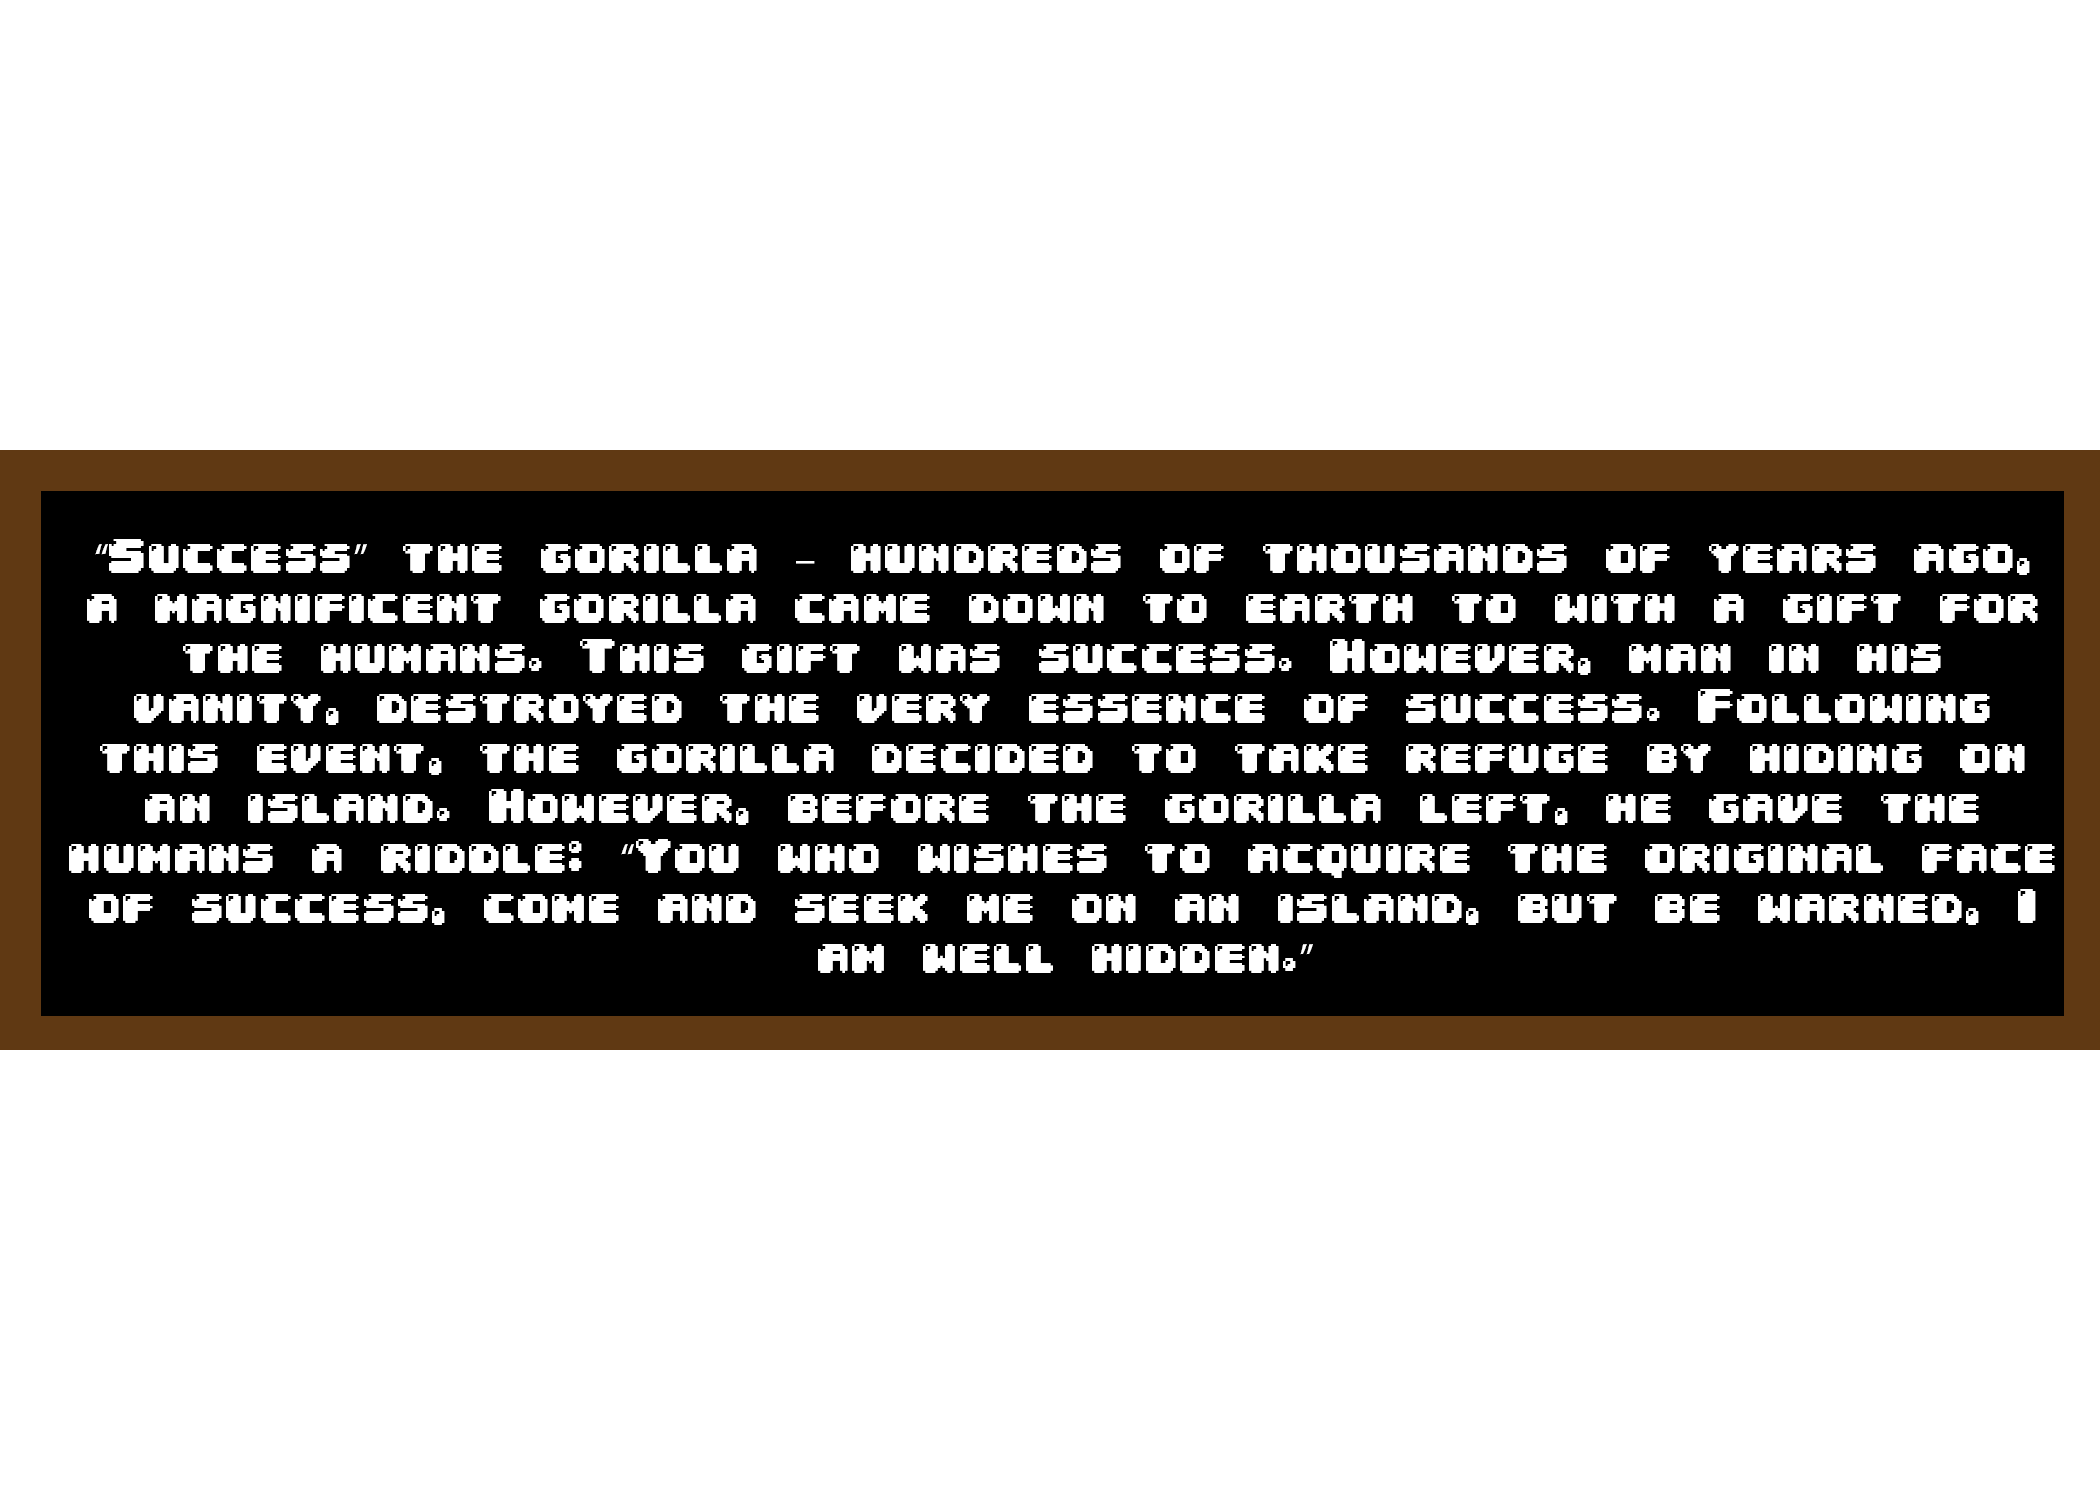 “Success” the gorilla – hundreds of thousands of years ago,
a magnificent gorilla came down to earth to with a gift for
the humans. This gift was success. However, man in his
vanity, destroyed the very essence of success. Following
this event, the gorilla decided to take refuge by hiding on
an island. However, before the gorilla left, he gave the
humans a riddle: “You who wishes to acquire the original face
of success, come and seek me on an island, but be warned, I
am well hidden.”